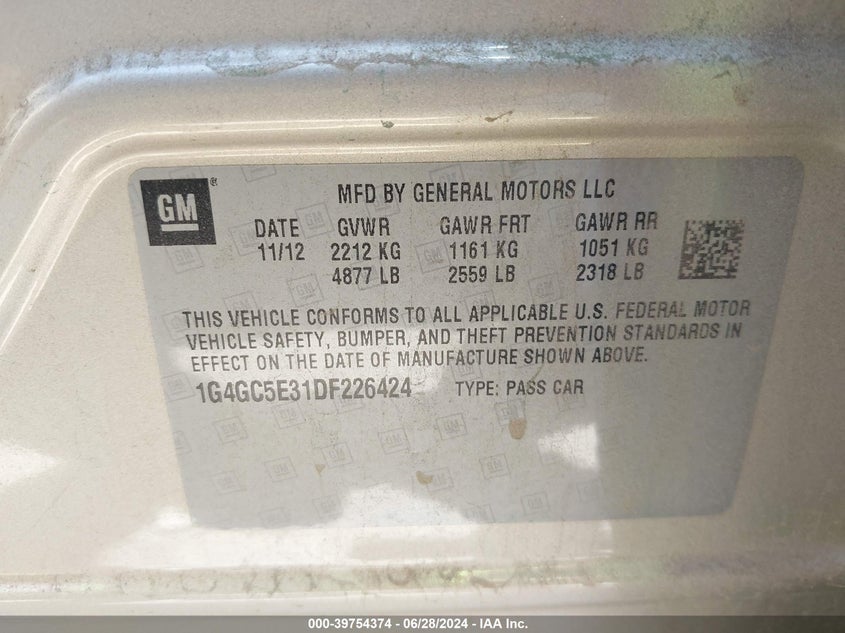 GM
MFD BY GENERAL MOTORS LLC
DATE GVWR GAWR FRT GAWR RR
11/12 2212 KG 1161 KG 1051 KG
4877 LB 2559 LB 2318 LB
THIS VEHICLE CONFORMS TO ALL APPLICABLE U.S. FEDERAL MOTOR
VEHICLE SAFETY, BUMPER, AND THEFT PREVENTION STANDARDS IN
EFFECT ON THE DATE OF MANUFACTURE SHOWN ABOVE.
1G4GC5E31DF226424 TYPE: PASS CAR
000-39754374 | 06/28/2024 | IAA Inc.